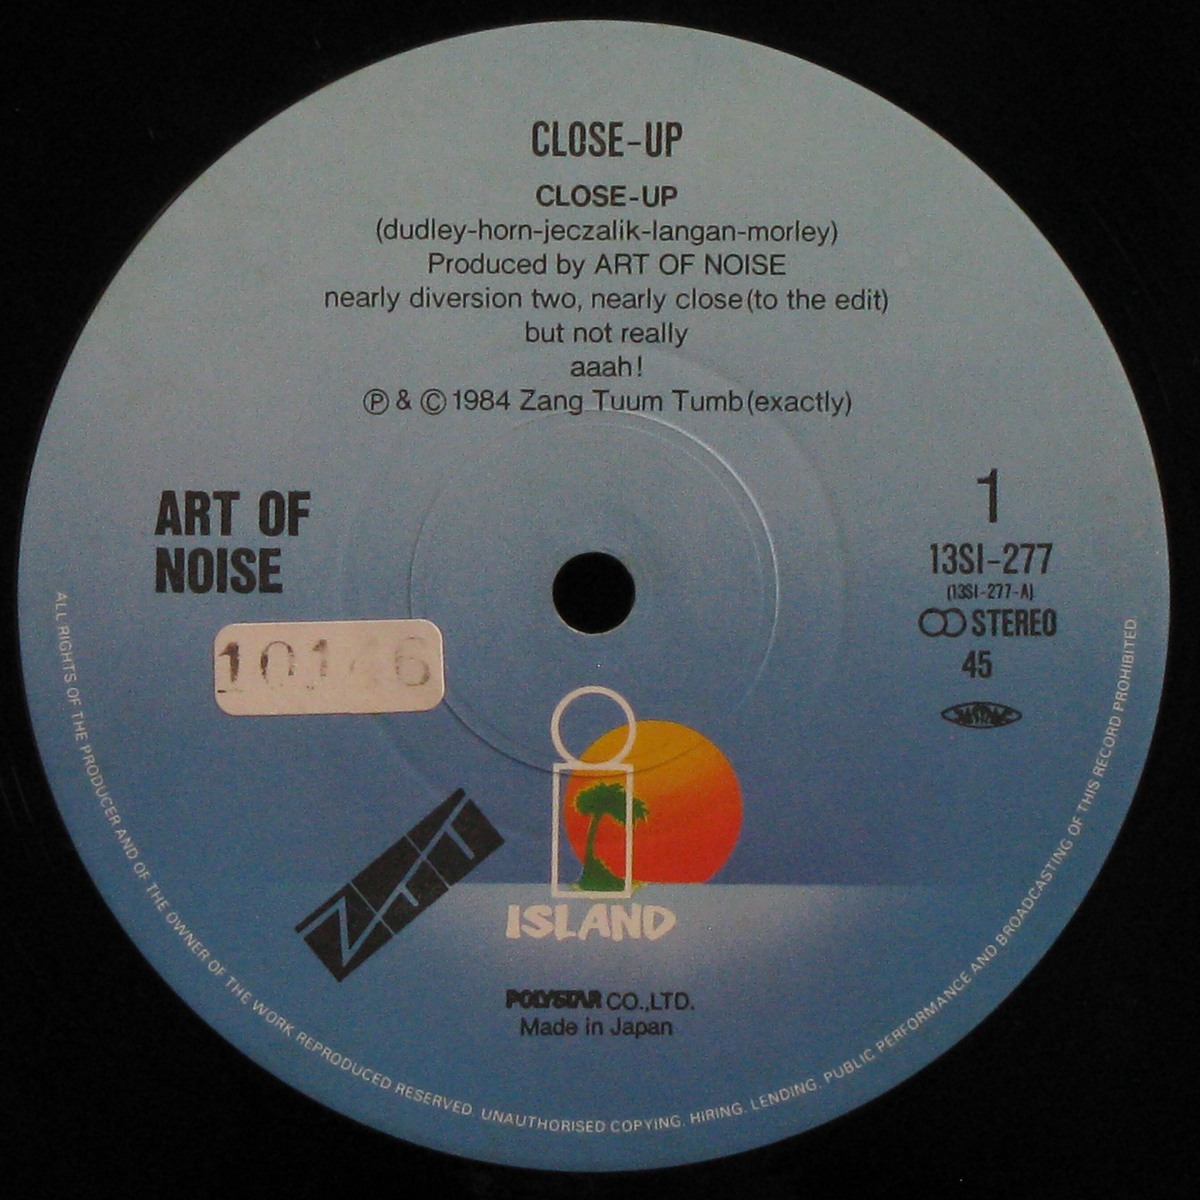 CLOSE-UP
CLOSE-UP
(dudley-horn-jeczalik-langan-morley)
Produced by ART OF NOISE
nearly diversion two, nearly close(to the edit)
but not really
aaah!
Ⓟ & Ⓒ 1984 Zang Tuum Tumb(exactly)
ART OF
NOISE
1
13SI-277
(13SI-277-A)
STEREO
45
JASRAC
ZTT
i
ISLAND
POLYSTAR CO.,LTD.
Made in Japan
ALL RIGHTS OF THE PRODUCER AND OF THE OWNER OF THE WORK REPRODUCED RESERVED. UNAUTHORISED COPYING. HIRING. LENDING. PUBLIC PERFORMANCE AND BROADCASTING OF THIS RECORD PROHIBITED.